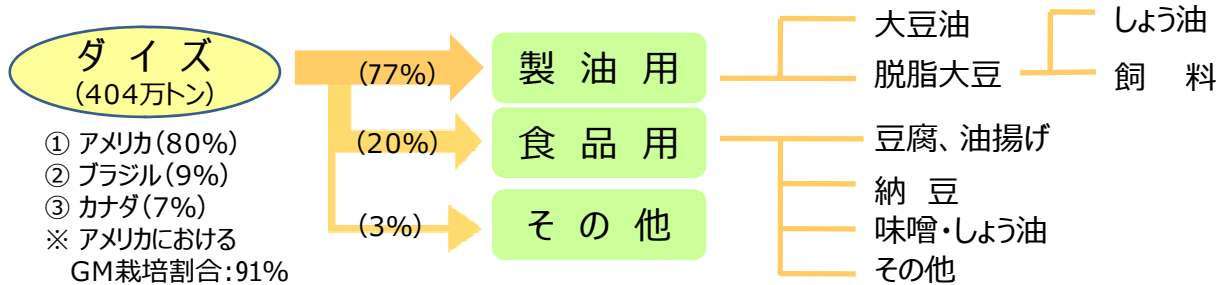 ダイズ
(404万トン)
① アメリカ(80%)
② ブラジル(9%)
③ カナダ(7%)
※ アメリカにおける
GM栽培割合:91%
(77%)
製油用
大豆油
脱脂大豆
しょう油
飼料
(20%)
食品用
豆腐、油揚げ
納豆
味噌・しょう油
その他
(3%)
その他